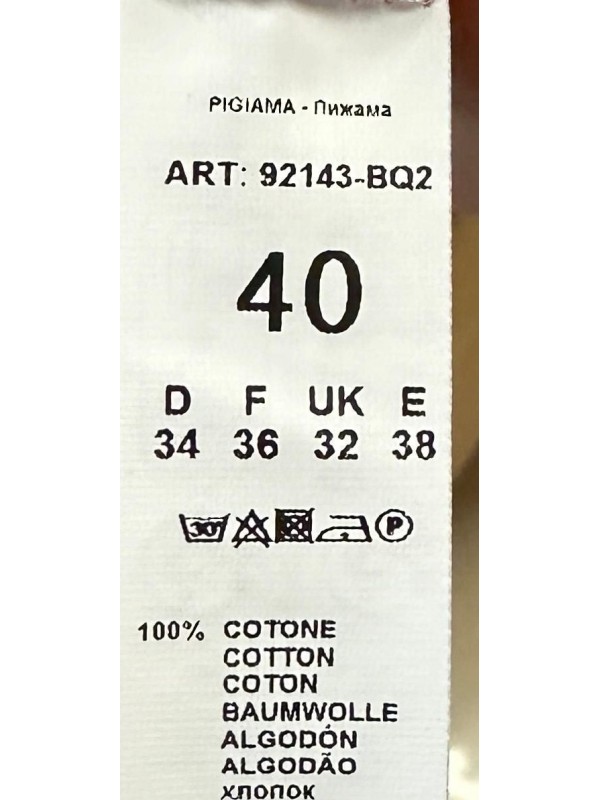 PIGIAMA - Пижама
ART: 92143-BQ2
40
D F UK E
34 36 32 38
30° P
100% COTONE
COTTON
COTON
BAUMWOLLE
ALGODÓN
ALGODÃO
хлопок